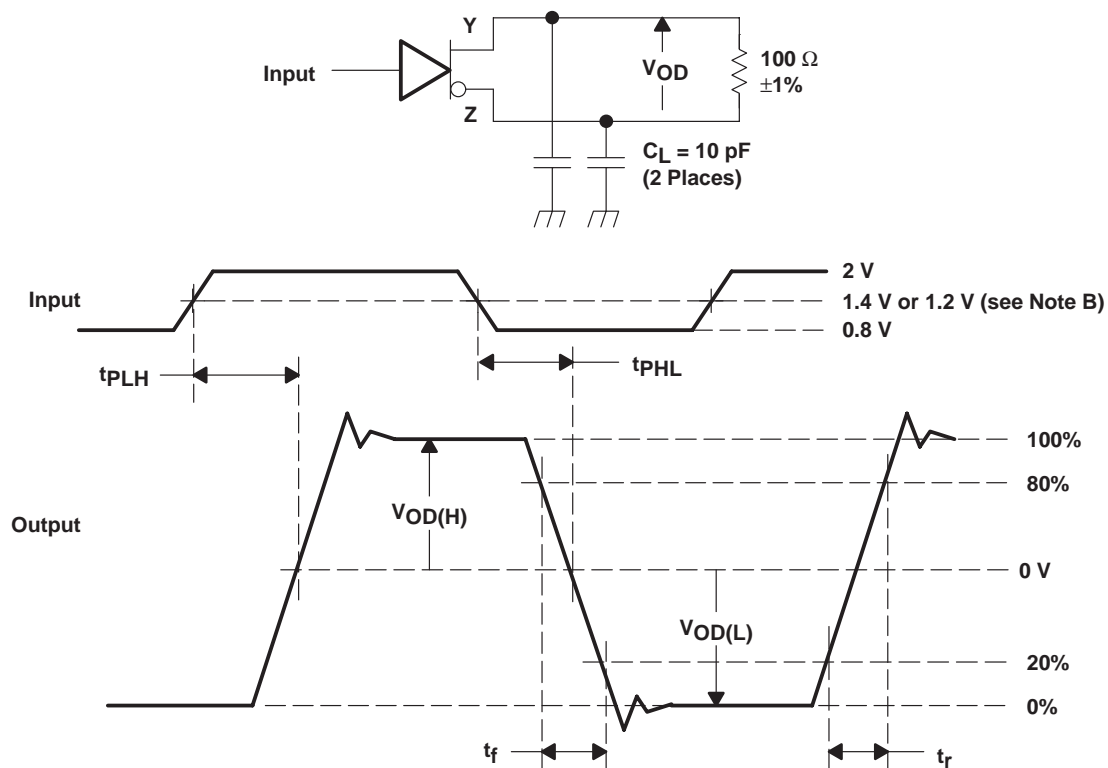 Y
Input
VOD
100 Ω
±1%
Z
CL = 10 pF
(2 Places)
2 V
Input
1.4 V or 1.2 V (see Note B)
0.8 V
tPLH
tPHL
100%
80%
VOD(H)
Output
0 V
VOD(L)
20%
0%
tf
tr